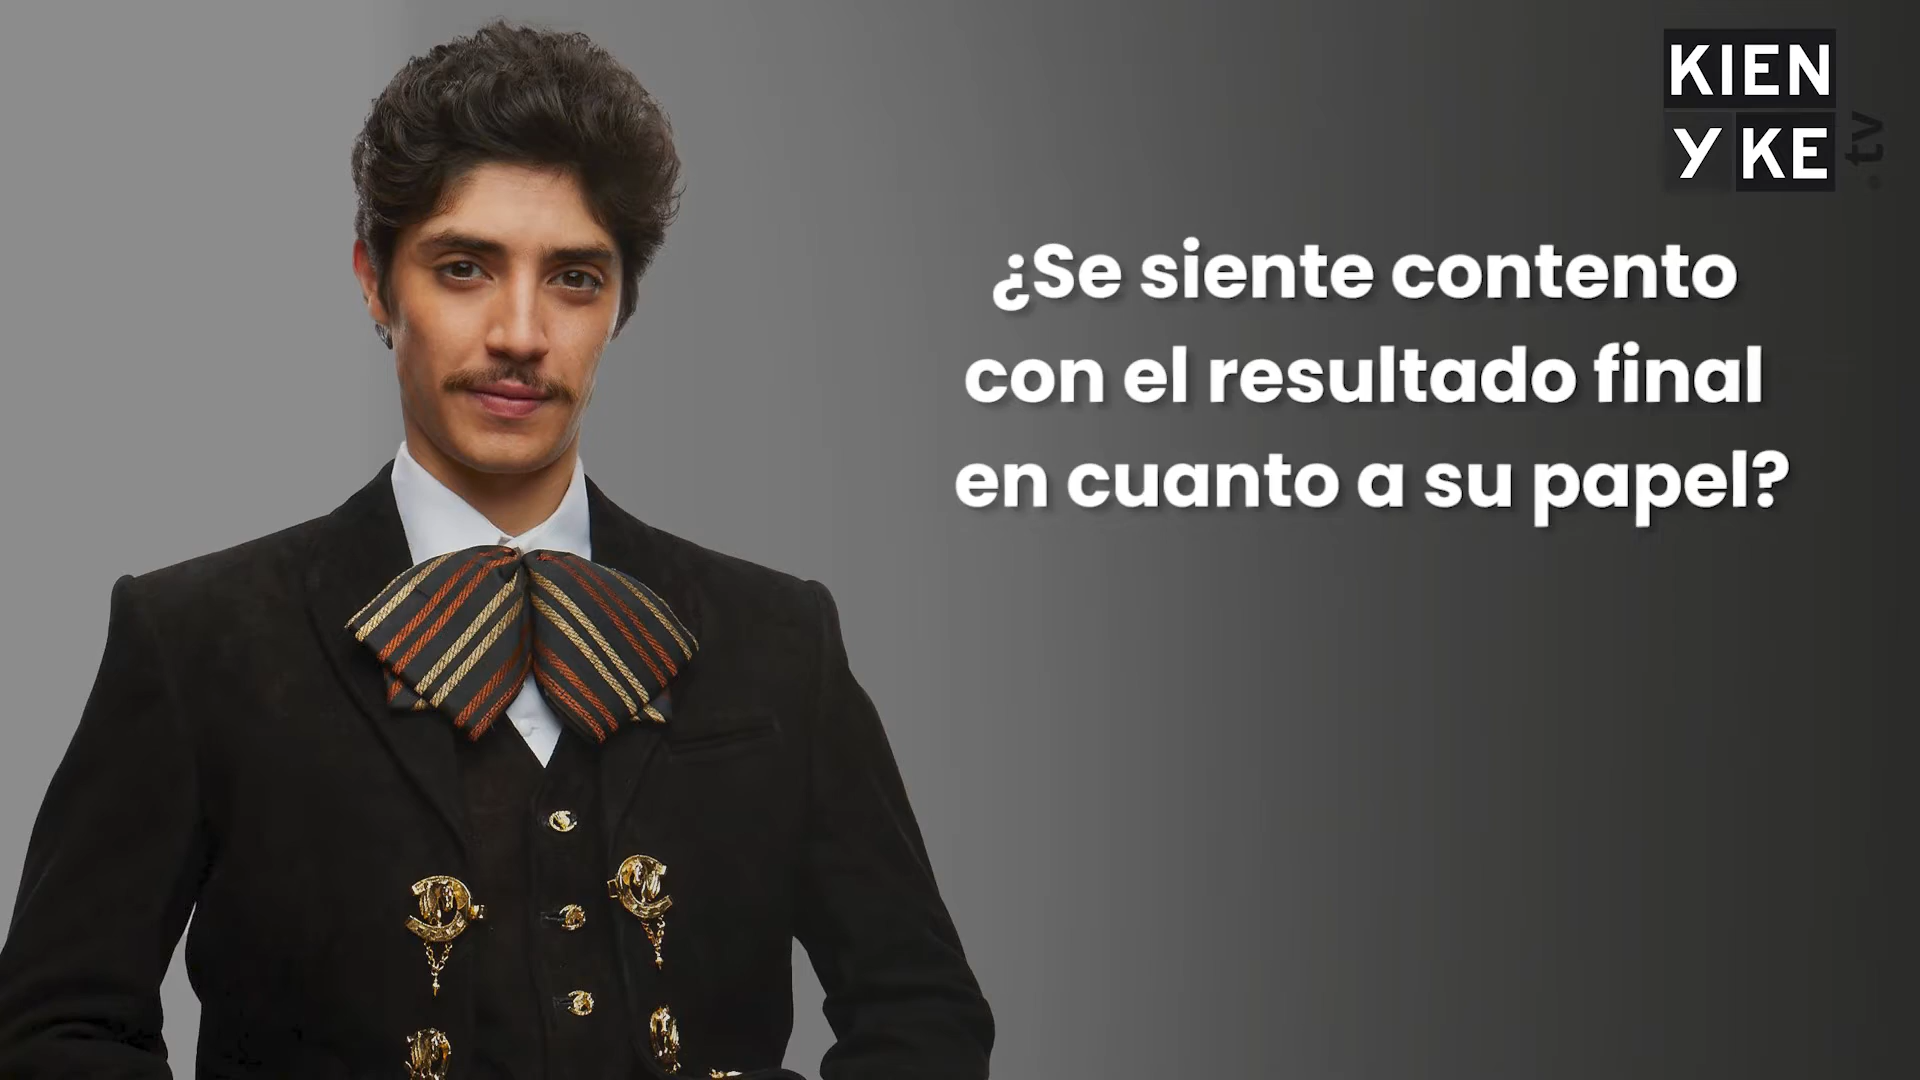 KIEN
Y KE
.tv
¿Se siente contento
con el resultado final
en cuanto a su papel?